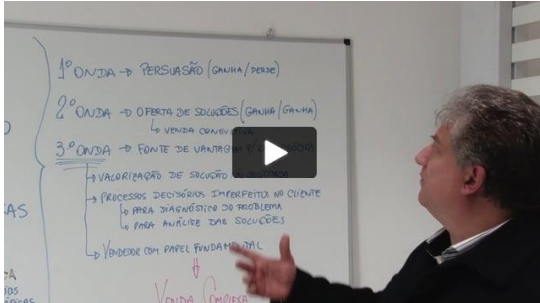 1º ONDA → PERSUASÃO (GANHA/PERDE)
2º ONDA → OFERTA DE SOLUÇÕES (GANHA/GANHA)
↳ VENDA CONSULTIVA
3º ONDA → FONTE DE VANTAGEM P/
→ VALORIZAÇÃO DE SOLUÇÃO
→ PROCESSOS DECISÓRIOS IMPERFEITOS NO CLIENTE
↳ PARA DIAGNÓSTICO DO PROBLEMA
↳ PARA ANÁLISE DAS SOLUÇÕES
→ VENDEDOR COM PAPEL FUNDAMENTAL
VENDA COMPLEXA